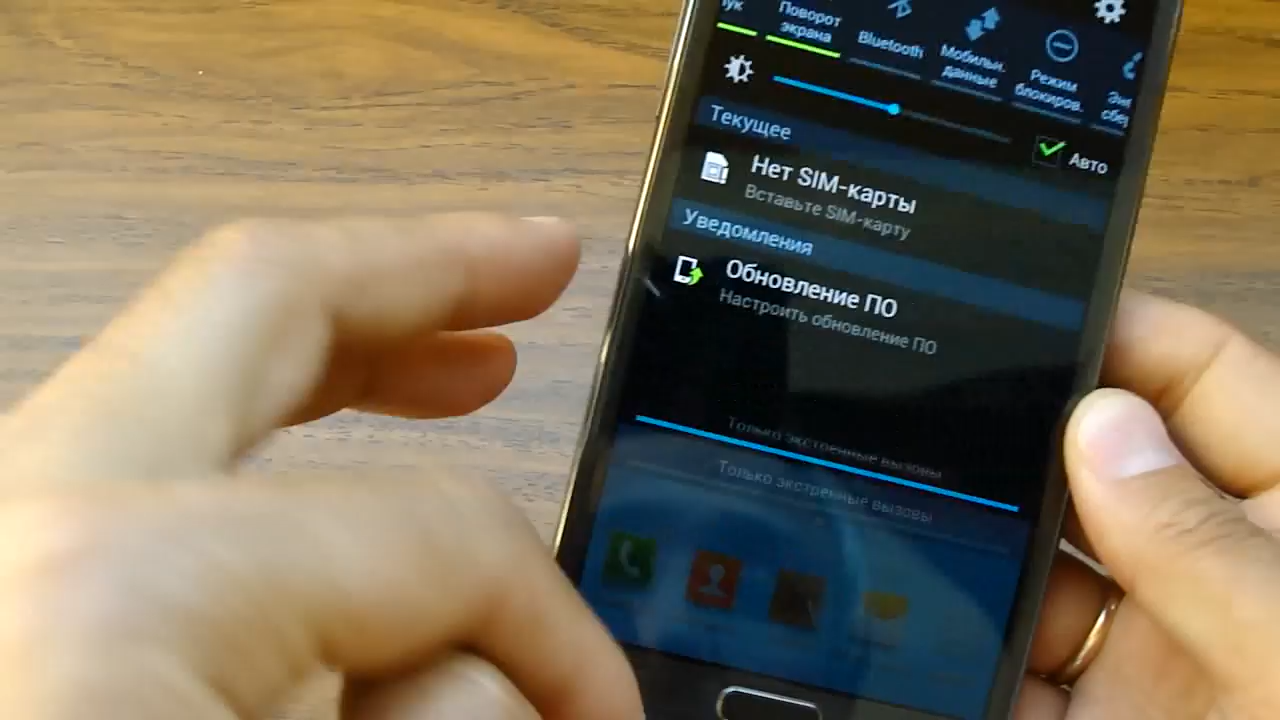 Поворот
экрана
Bluetooth
Мобильн.
данные
Режим
блокиров.
Авто
Текущее
Нет SIM-карты
Вставьте SIM-карту
Уведомления
Обновление ПО
Настроить обновление ПО
Только экстренные вызовы
Только экстренные вызовы